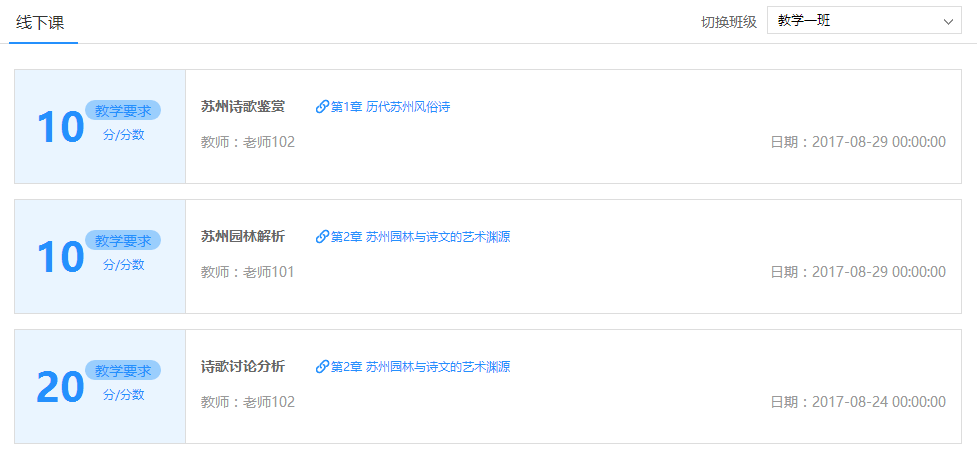 线下课
切换班级 教学一班
10 教学要求
分/分数
苏州诗歌鉴赏 第1章 历代苏州风俗诗
教师：老师102 日期：2017-08-29 00:00:00
10 教学要求
分/分数
苏州园林解析 第2章 苏州园林与诗文的艺术渊源
教师：老师101 日期：2017-08-29 00:00:00
20 教学要求
分/分数
诗歌讨论分析 第2章 苏州园林与诗文的艺术渊源
教师：老师102 日期：2017-08-24 00:00:00